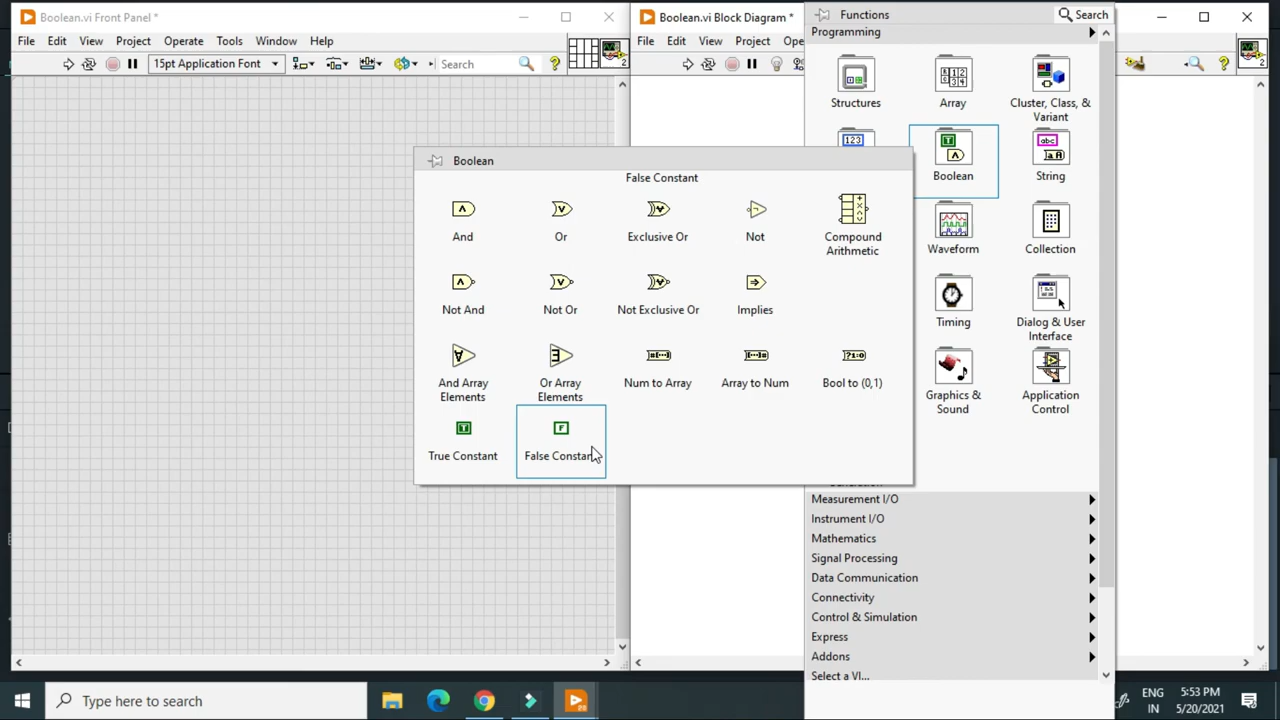 Boolean.vi Front Panel *
File Edit View Project Operate Tools Window Help
15pt Application Font
Search
2
Boolean.vi Block Diagram *
File Edit View Project Ope
2
Functions
Search
Programming
Structures
Array
Cluster, Class, &
Variant
123
Boolean
String
Waveform
Collection
Timing
Dialog & User
Interface
Graphics &
Sound
Application
Control
Boolean
False Constant
And
Or
Exclusive Or
Not
Compound
Arithmetic
Not And
Not Or
Not Exclusive Or
Implies
And Array
Elements
Or Array
Elements
Num to Array
Array to Num
Bool to (0,1)
True Constant
False Constant
Measurement I/O
Instrument I/O
Mathematics
Signal Processing
Data Communication
Connectivity
Control & Simulation
Express
Addons
Select a VI...
Type here to search
ENG
IN
5:53 PM
5/20/2021